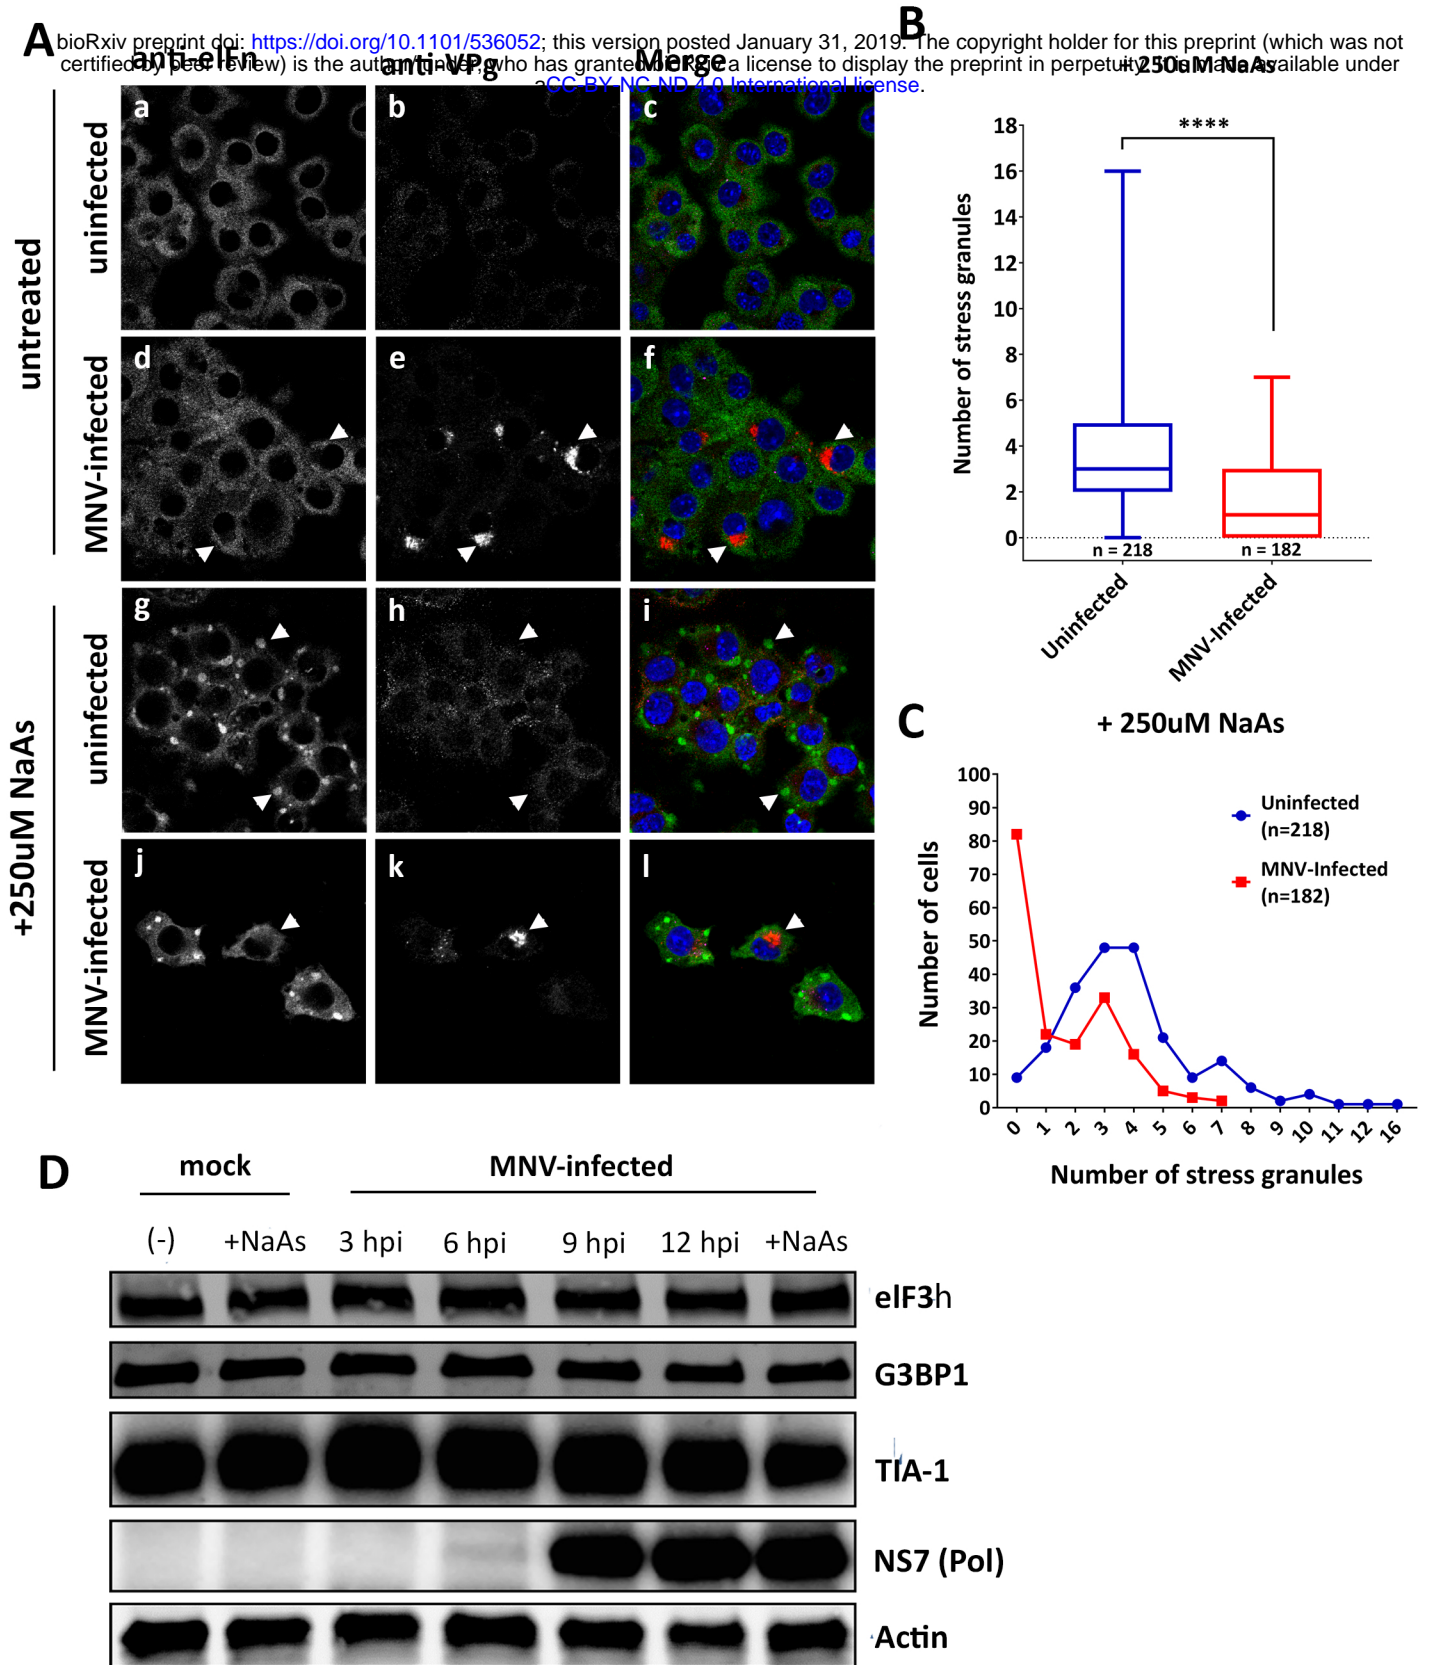 A
bioRxiv preprint doi: https://doi.org/10.1101/536052; this version posted January 31, 2019. The copyright holder for this preprint (which was not
certified by peer review) is the author/funder, who has granted bioRxiv a license to display the preprint in perpetuity. It is made available under
aCC-BY-NC-ND 4.0 International license.
anti-eIFn
anti-VPg
Merge
untreated
uninfected
a
b
c
MNV-infected
d
e
f
+250uM NaAs
uninfected
g
h
i
MNV-infected
j
k
l
B
+ 250uM NaAs
****
Number of stress granules
18
16
14
12
10
8
6
4
2
0
n = 218
n = 182
Uninfected
MNV-Infected
C
+ 250uM NaAs
Number of cells
100
90
80
70
60
50
40
30
20
10
0
Uninfected
(n=218)
MNV-Infected
(n=182)
0 1 2 3 4 5 6 7 8 9 10 11 12 16
Number of stress granules
D
mock
MNV-infected
(-) +NaAs 3 hpi 6 hpi 9 hpi 12 hpi +NaAs
eIF3h
G3BP1
TIA-1
NS7 (Pol)
Actin